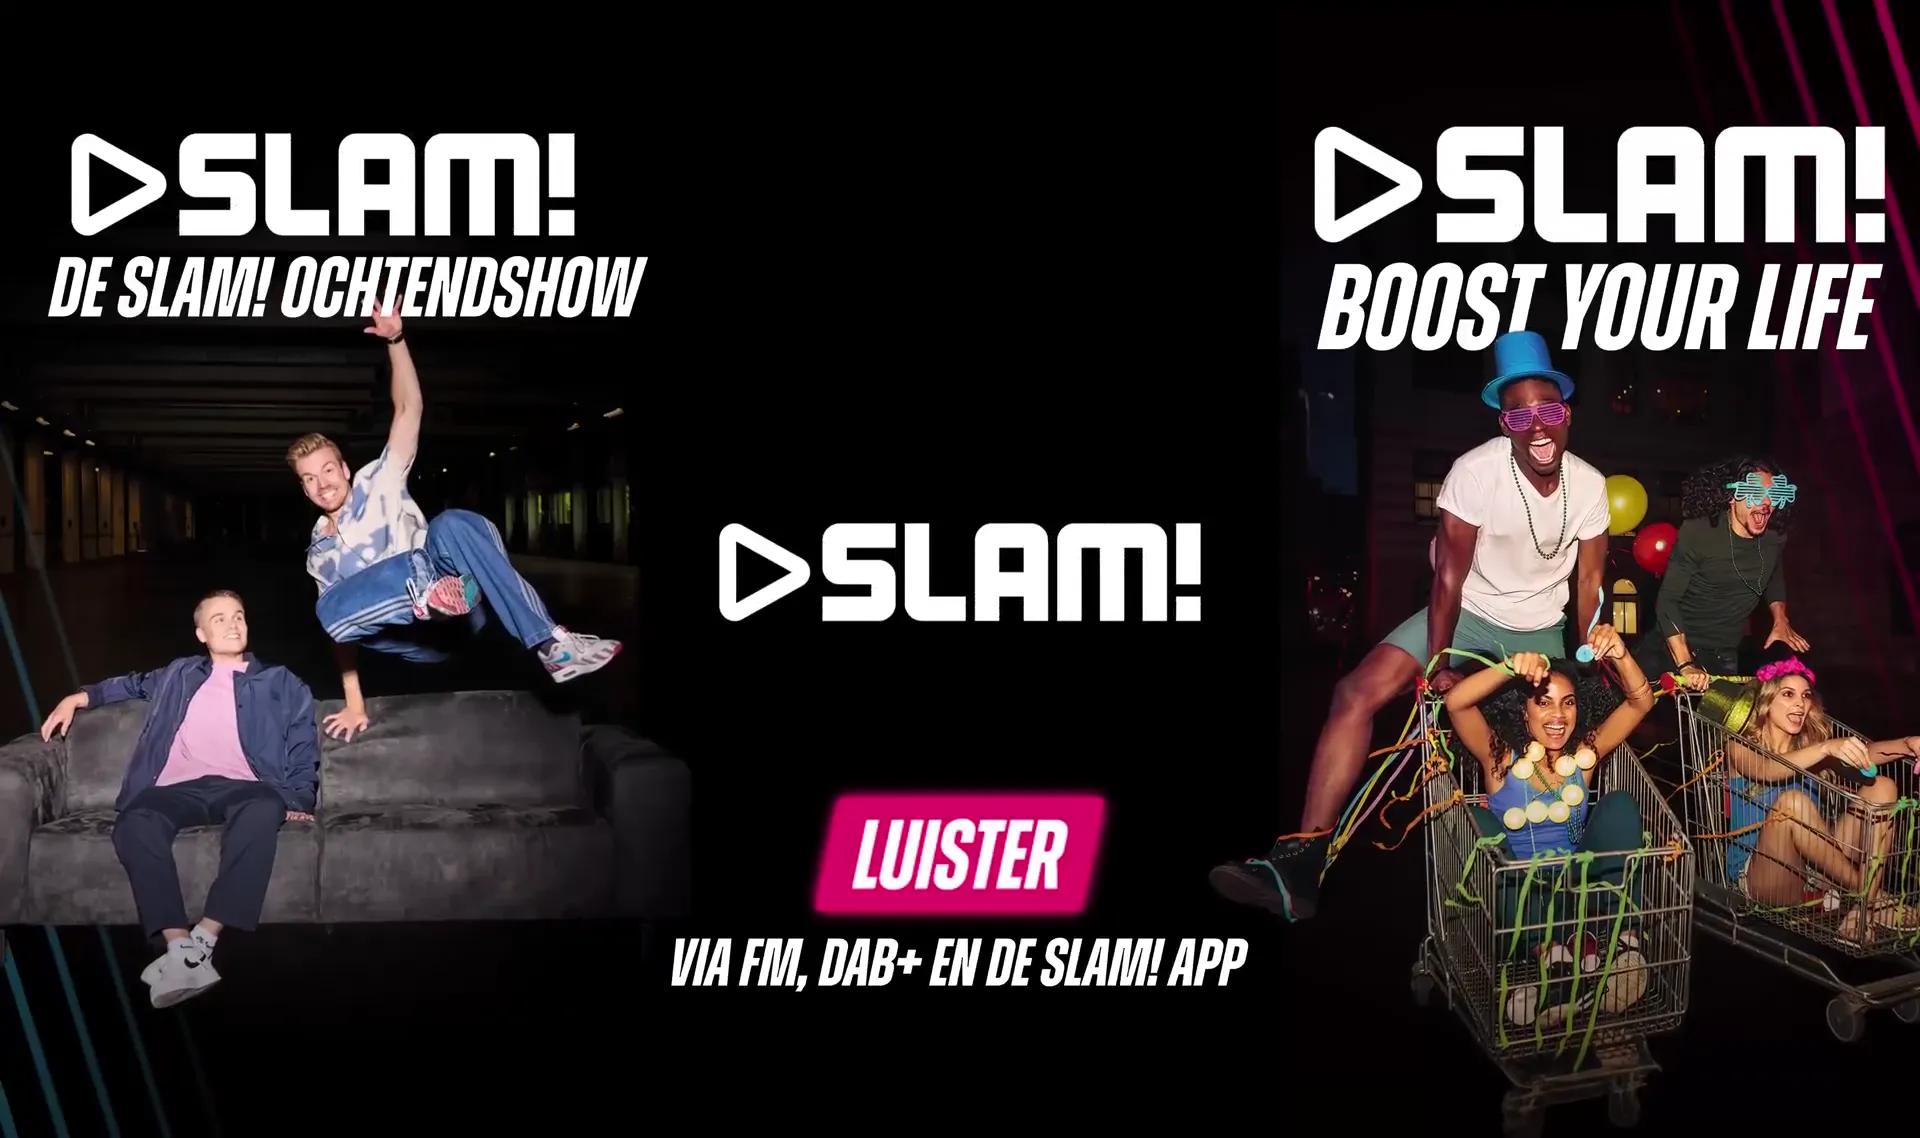 SLAM!
DE SLAM! OCHTENDSHOW
SLAM!
LUISTER
VIA FM, DAB+ EN DE SLAM! APP
SLAM!
BOOST YOUR LIFE